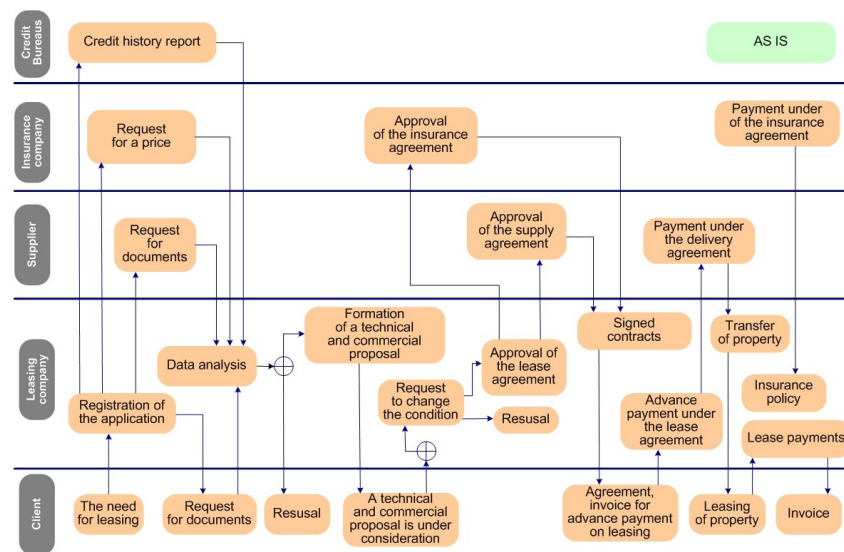 Credit
Bureaus
Credit history report
AS IS
Insurance
company
Request
for a price
Approval
of the insurance
agreement
Payment under
of the insurance
agreement
Supplier
Request
for
documents
Approval
of the supply
agreement
Payment under
the delivery
agreement
Leasing
company
Formation
of a technical
and commercial
proposal
Signed
contracts
Transfer
of property
Data analysis
Approval of
the lease
agreement
Request
to change
the condition
Resusal
Insurance
policy
Registration of
the application
Advance
payment under
the lease
agreement
Lease payments
Client
The need
for leasing
Request
for documents
Resusal
A technical
and commercial
proposal is under
consideration
Agreement,
invoice for
advance payment
on leasing
Leasing
of property
Invoice